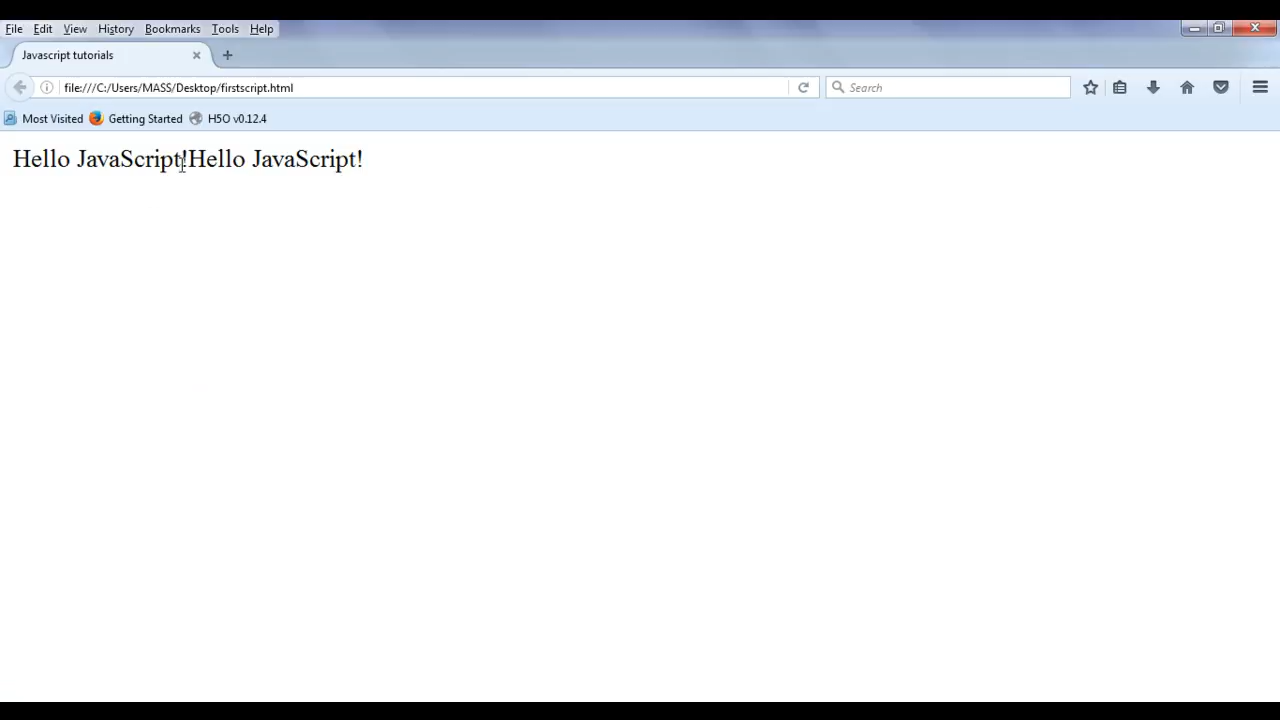 File Edit View History Bookmarks Tools Help
Javascript tutorials
file:///C:/Users/MASS/Desktop/firstscript.html Search
Most Visited Getting Started H5O v0.12.4
Hello JavaScript!Hello JavaScript!